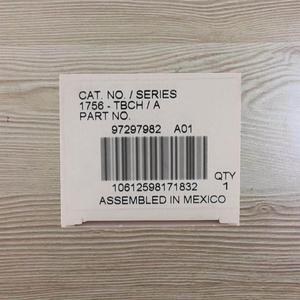 CAT. NO. / SERIES
1756 - TBCH / A
PART NO.
97297982 A01
10612598171832
QTY
1
ASSEMBLED IN MEXICO